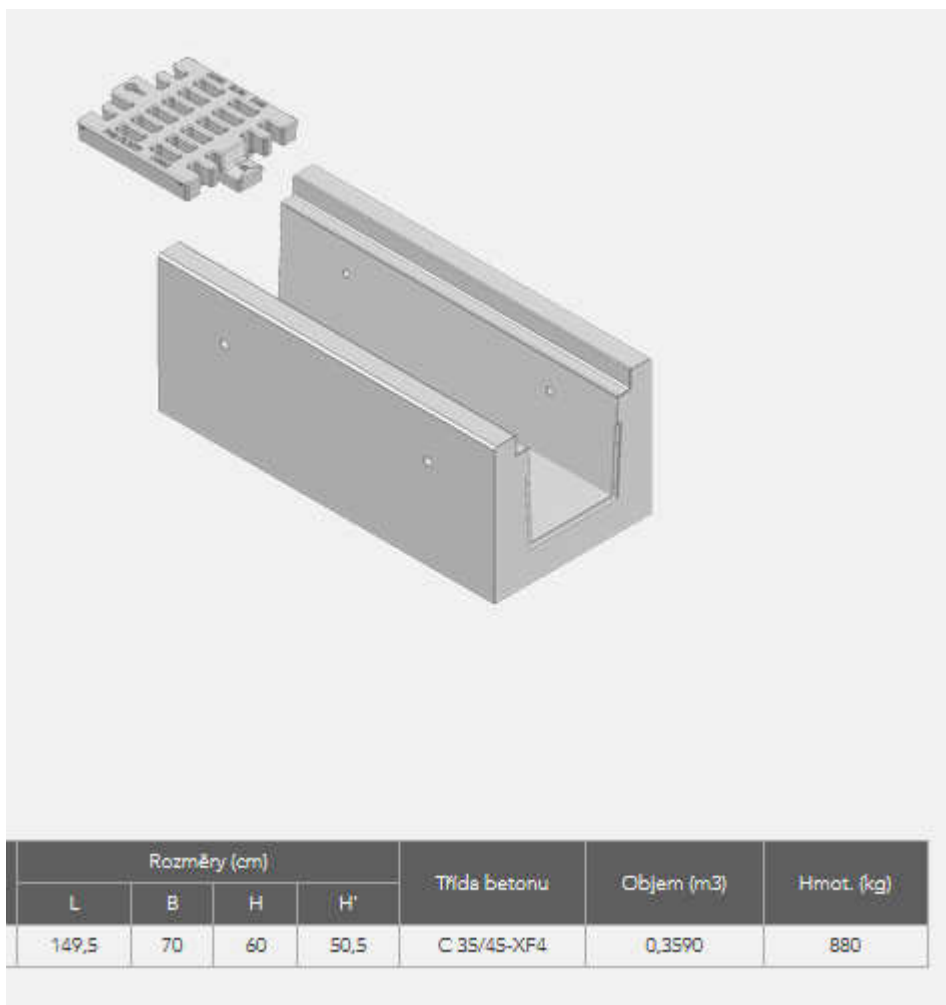 Rozměry (cm)
Třída betonu
Objem (m3)
Hmot. (kg)
L B H H'
149,5 70 60 50,5 C 35/45-XF4 0,3590 880